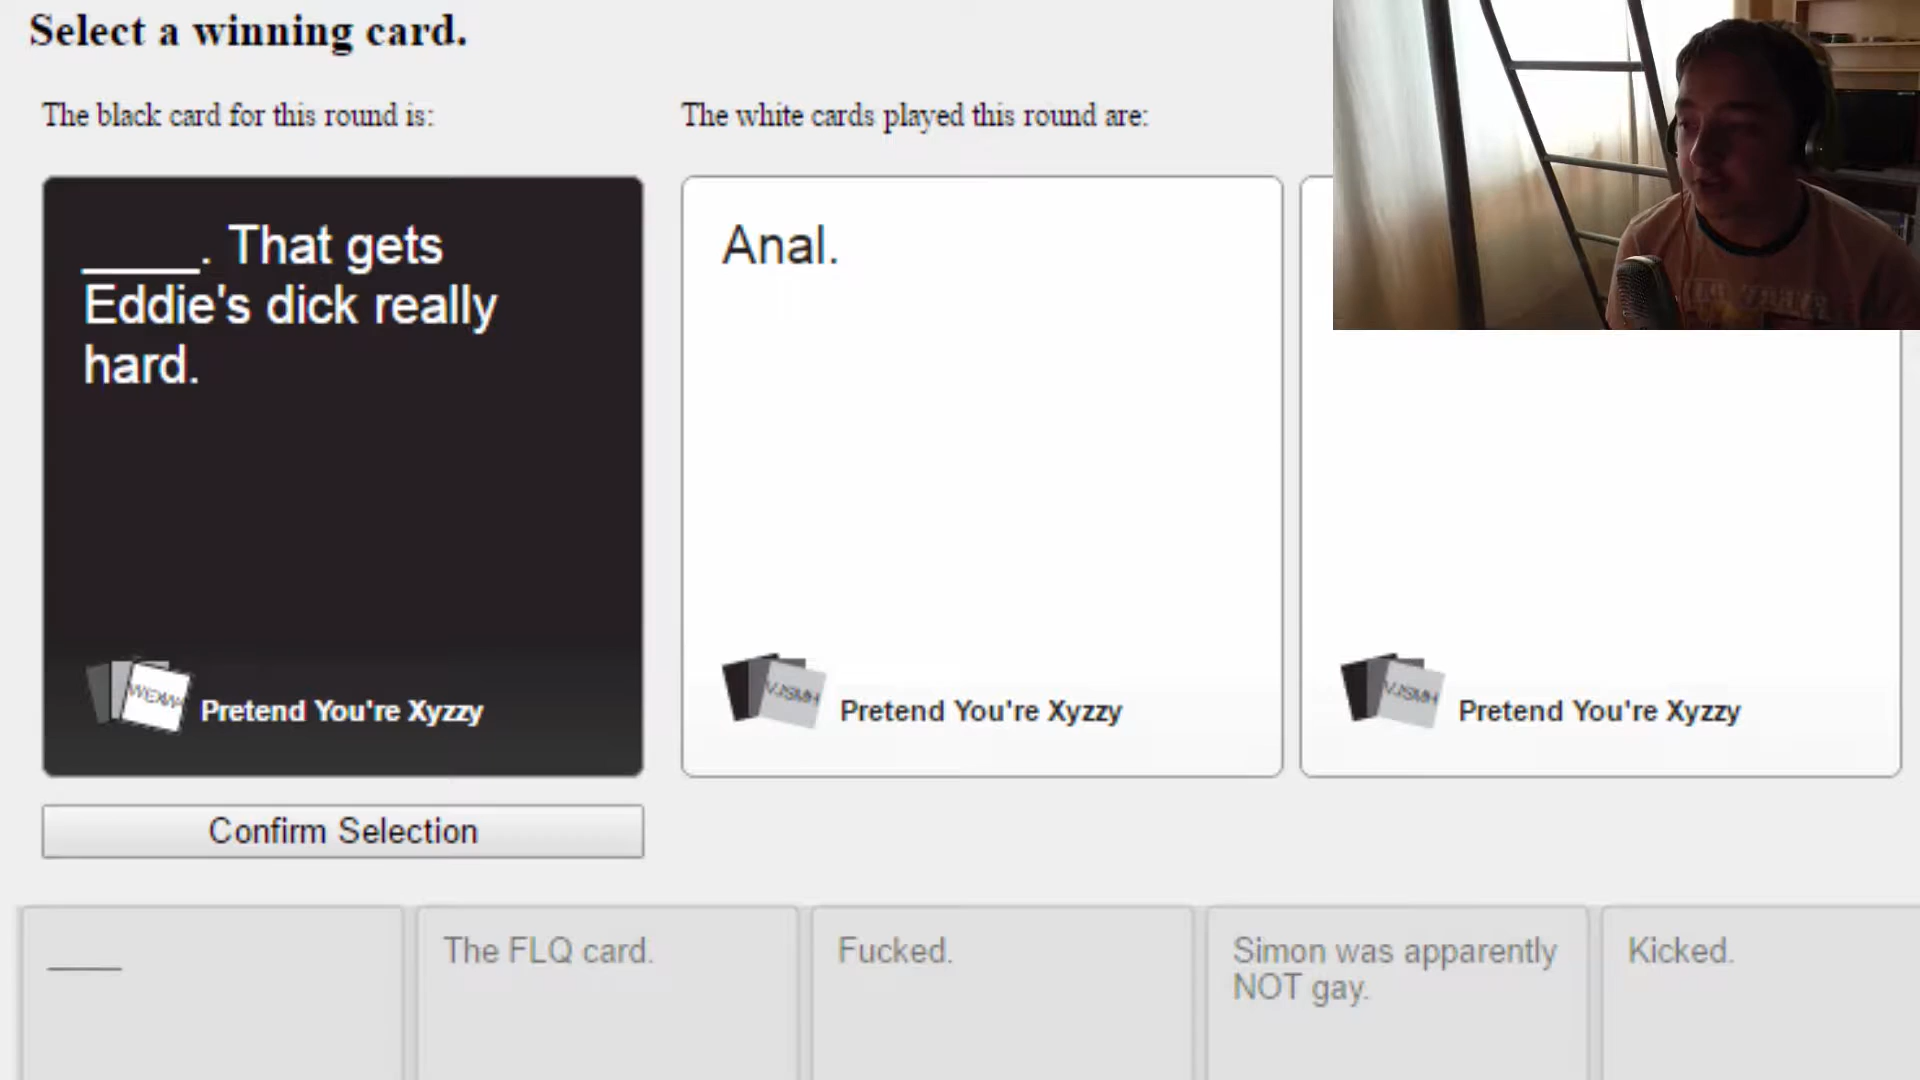 Select a winning card.
The black card for this round is:
The white cards played this round are:
____. That gets
Eddie's dick really
hard.
Pretend You're Xyzzy
Anal.
Pretend You're Xyzzy
Pretend You're Xyzzy
Confirm Selection
____
The FLQ card.
Fucked.
Simon was apparently
NOT gay.
Kicked.